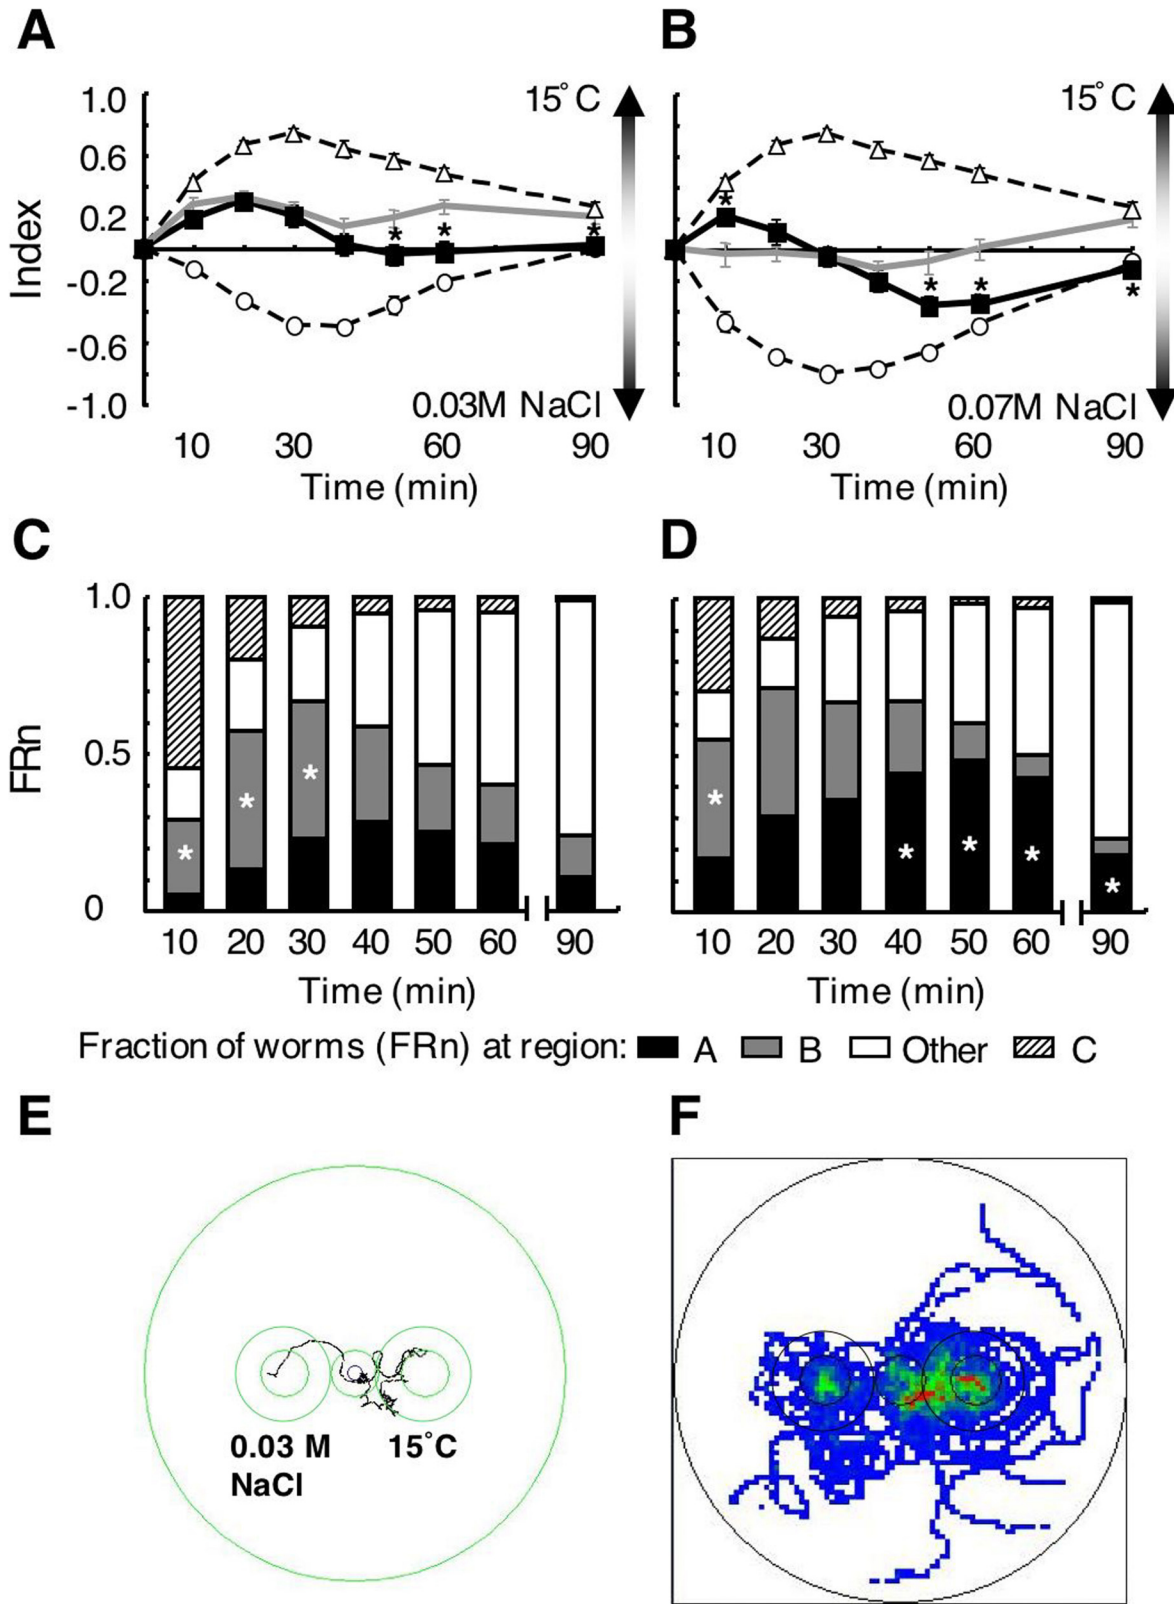 A
B
1.0
0.6
0.2
-0.2
-0.6
-1.0
Index
15°C
0.03M NaCl
* * *
10 30 60 90
Time (min)
*
15°C
* * *
0.07M NaCl
10 30 60 90
Time (min)
C
D
1.0
0.5
0
FRn
* * *
10 20 30 40 50 60 90
Time (min)
* * * * *
10 20 30 40 50 60 90
Time (min)
Fraction of worms (FRn) at region: A B Other C
E
F
0.03 M
NaCl
15°C